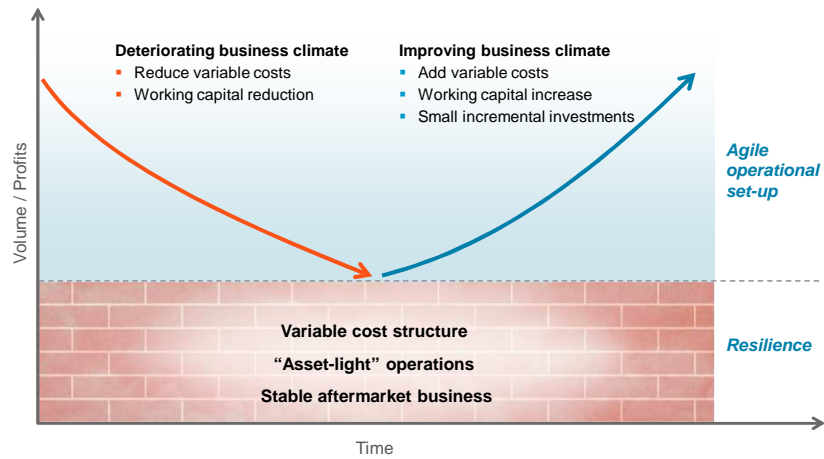 Deteriorating business climate
▪ Reduce variable costs
▪ Working capital reduction
Improving business climate
▪ Add variable costs
▪ Working capital increase
▪ Small incremental investments
Agile
operational
set-up
Volume / Profits
Variable cost structure
“Asset-light” operations
Stable aftermarket business
Resilience
Time